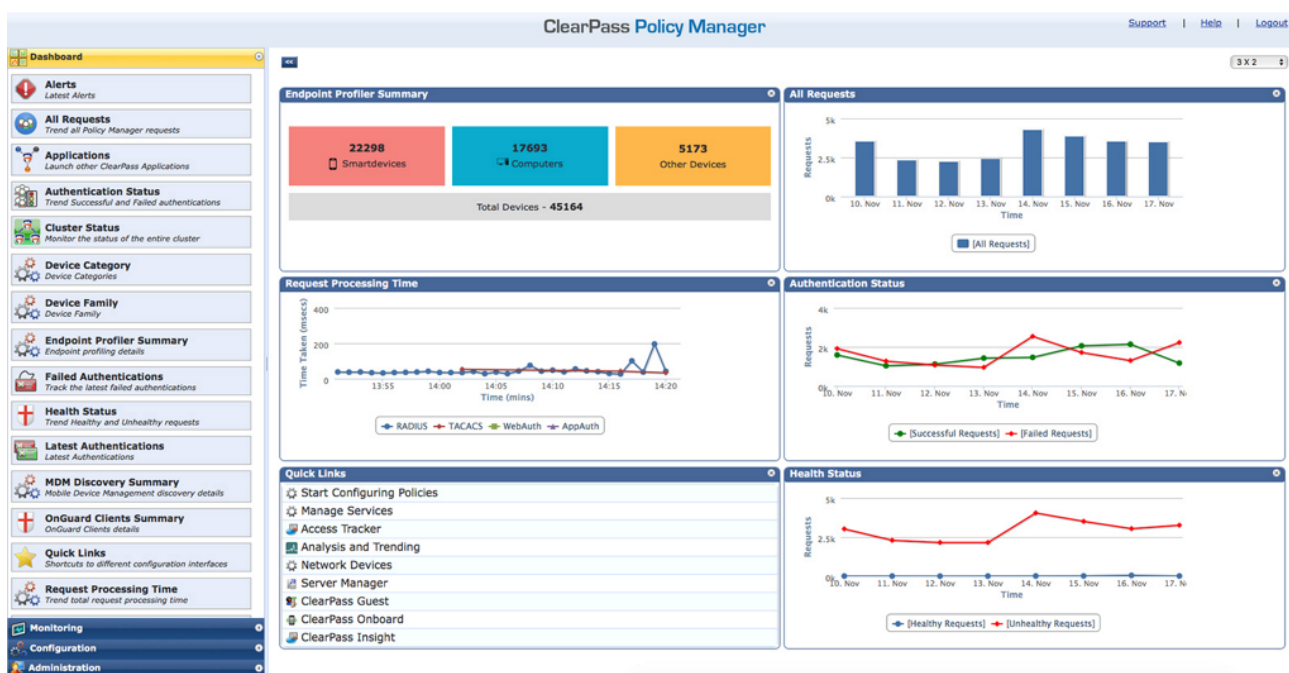 ClearPass Policy Manager
Support | Help | Logout
Dashboard
3 X 2
Alerts
Latest Alerts
All Requests
Trend all Policy Manager requests
Applications
Launch other ClearPass Applications
Authentication Status
Trend Successful and Failed authentications
Cluster Status
Monitor the status of the entire cluster
Device Category
Device Categories
Device Family
Device Family
Endpoint Profiler Summary
Endpoint profiling details
Failed Authentications
Track the latest failed authentications
Health Status
Trend Healthy and Unhealthy requests
Latest Authentications
Latest Authentications
MDM Discovery Summary
Mobile Device Management discovery details
OnGuard Clients Summary
OnGuard Clients details
Quick Links
Shortcuts to different configuration interfaces
Request Processing Time
Trend total request processing time
Monitoring
Configuration
Administration
Endpoint Profiler Summary
22298
Smartdevices
17693
Computers
5173
Other Devices
Total Devices - 45164
All Requests
Requests
5k
2.5k
0k
10. Nov 11. Nov 12. Nov 13. Nov 14. Nov 15. Nov 16. Nov 17. Nov
Time
[All Requests]
Request Processing Time
Time Taken (msecs)
400
200
0
13:55 14:00 14:05 14:10 14:15 14:20
Time (mins)
RADIUS TACACS WebAuth AppAuth
Authentication Status
Requests
4k
2k
0k
10. Nov 11. Nov 12. Nov 13. Nov 14. Nov 15. Nov 16. Nov 17. N
Time
[Successful Requests] [Failed Requests]
Quick Links
Start Configuring Policies
Manage Services
Access Tracker
Analysis and Trending
Network Devices
Server Manager
ClearPass Guest
ClearPass Onboard
ClearPass Insight
Health Status
Requests
5k
2.5k
0k
10. Nov 11. Nov 12. Nov 13. Nov 14. Nov 15. Nov 16. Nov 17. N
Time
[Healthy Requests] [Unhealthy Requests]